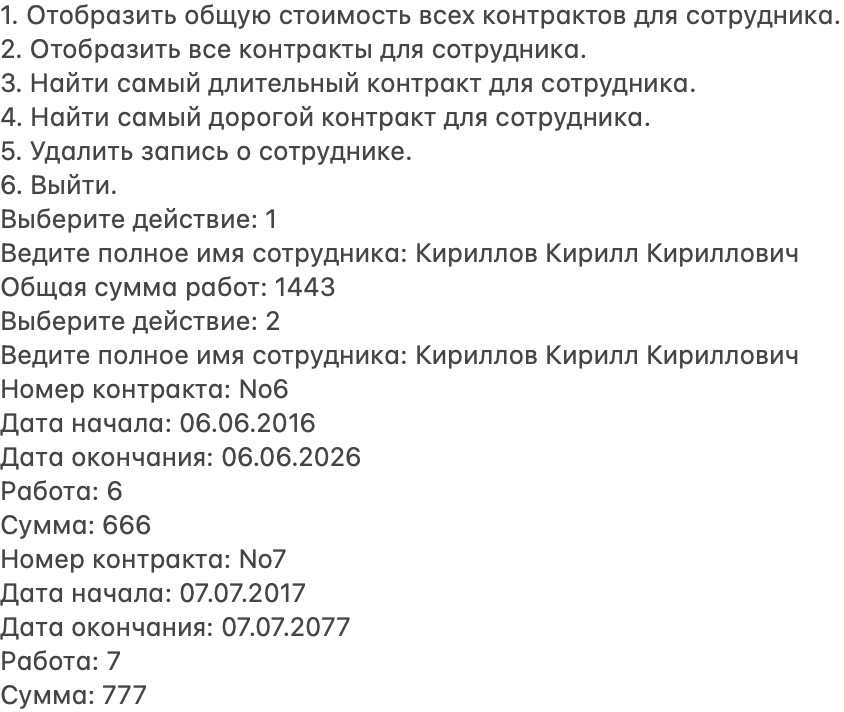 1. Отобразить общую стоимость всех контрактов для сотрудника.
2. Отобразить все контракты для сотрудника.
3. Найти самый длительный контракт для сотрудника.
4. Найти самый дорогой контракт для сотрудника.
5. Удалить запись о сотруднике.
6. Выйти.
Выберите действие: 1
Ведите полное имя сотрудника: Кириллов Кирилл Кириллович
Общая сумма работ: 1443
Выберите действие: 2
Ведите полное имя сотрудника: Кириллов Кирилл Кириллович
Номер контракта: No6
Дата начала: 06.06.2016
Дата окончания: 06.06.2026
Работа: 6
Сумма: 666
Номер контракта: No7
Дата начала: 07.07.2017
Дата окончания: 07.07.2077
Работа: 7
Сумма: 777